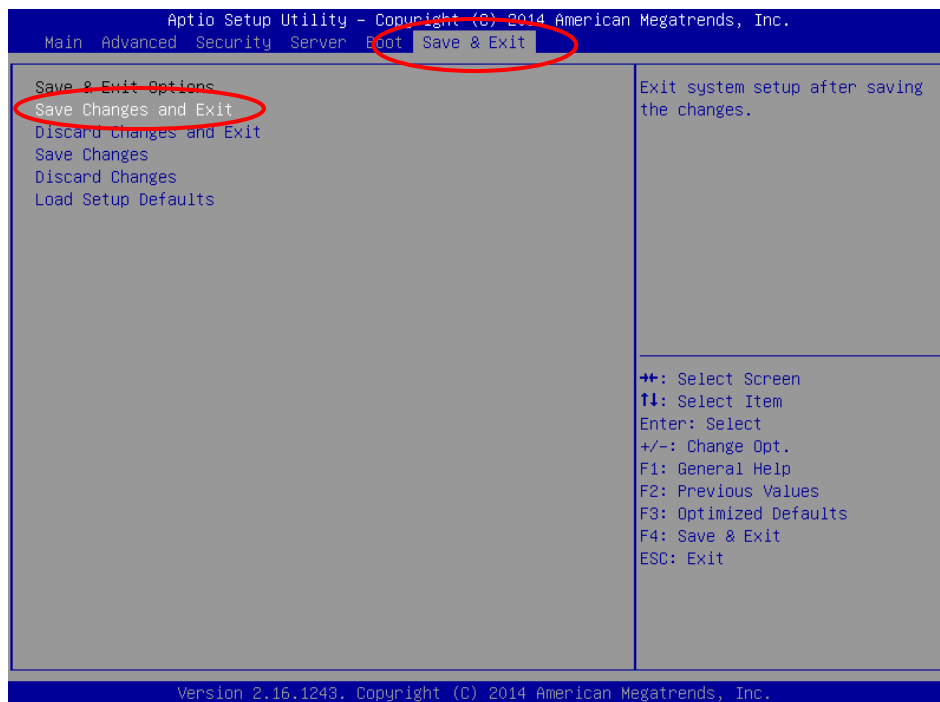 Aptio Setup Utility – Copyright (C) 2014 American Megatrends, Inc.
Main Advanced Security Server Boot Save & Exit
Save & Exit Options
Save Changes and Exit
Discard Changes and Exit
Save Changes
Discard Changes
Load Setup Defaults
Exit system setup after saving
the changes.
→←: Select Screen
↑↓: Select Item
Enter: Select
+/-: Change Opt.
F1: General Help
F2: Previous Values
F3: Optimized Defaults
F4: Save & Exit
ESC: Exit
Version 2.16.1243. Copyright (C) 2014 American Megatrends, Inc.